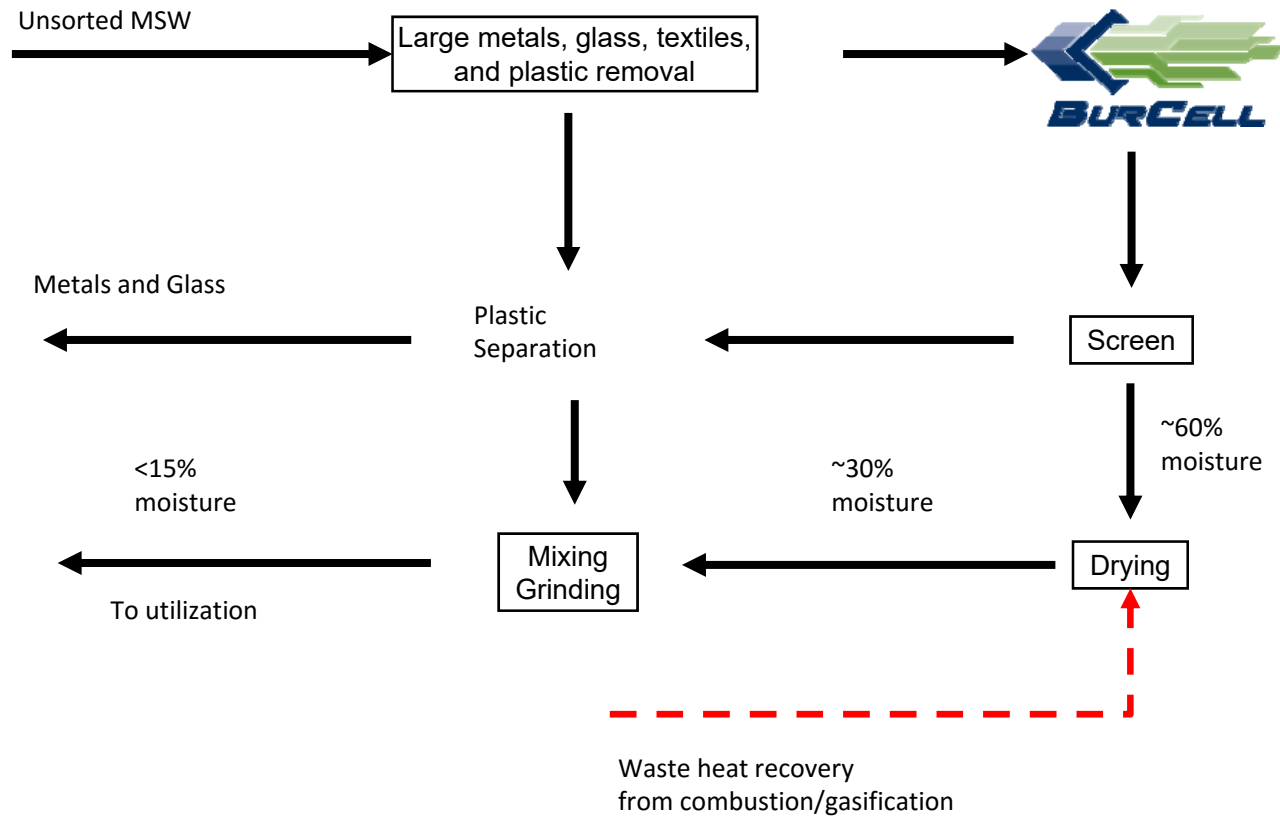 Unsorted MSW
Large metals, glass, textiles,
and plastic removal
BURCELL
Metals and Glass
Plastic
Separation
Screen
<15%
moisture
~30%
moisture
~60%
moisture
Mixing
Grinding
Drying
To utilization
Waste heat recovery
from combustion/gasification